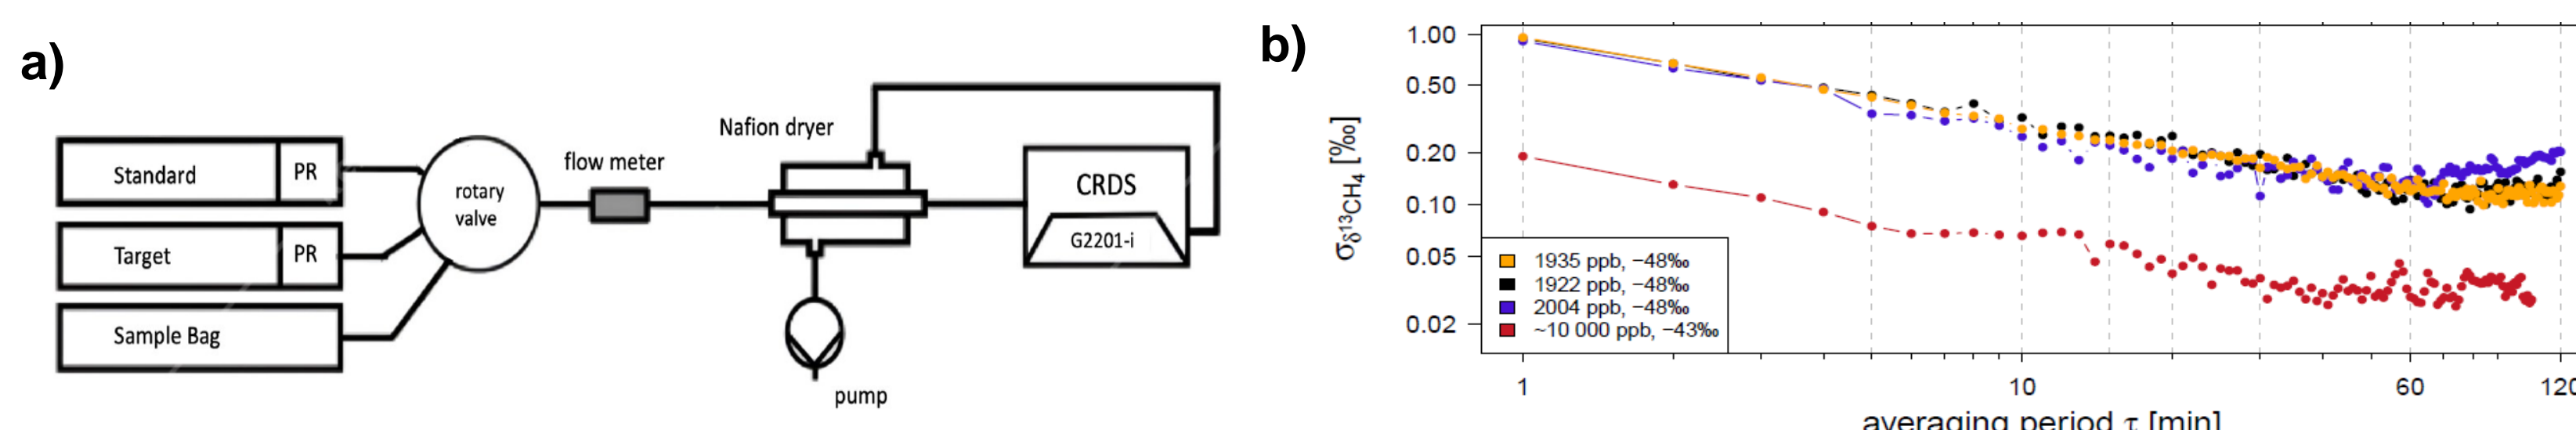 a)
Standard
PR
Target
PR
Sample Bag
rotary
valve
flow meter
Nafion dryer
pump
CRDS
G2201-i
b)
σδ¹³CH₄ [‰]
1.00
0.50
0.20
0.10
0.05
0.02
1935 ppb, −48‰
1922 ppb, −48‰
2004 ppb, −48‰
~10 000 ppb, −43‰
1
10
60
120
averaging period τ [min]